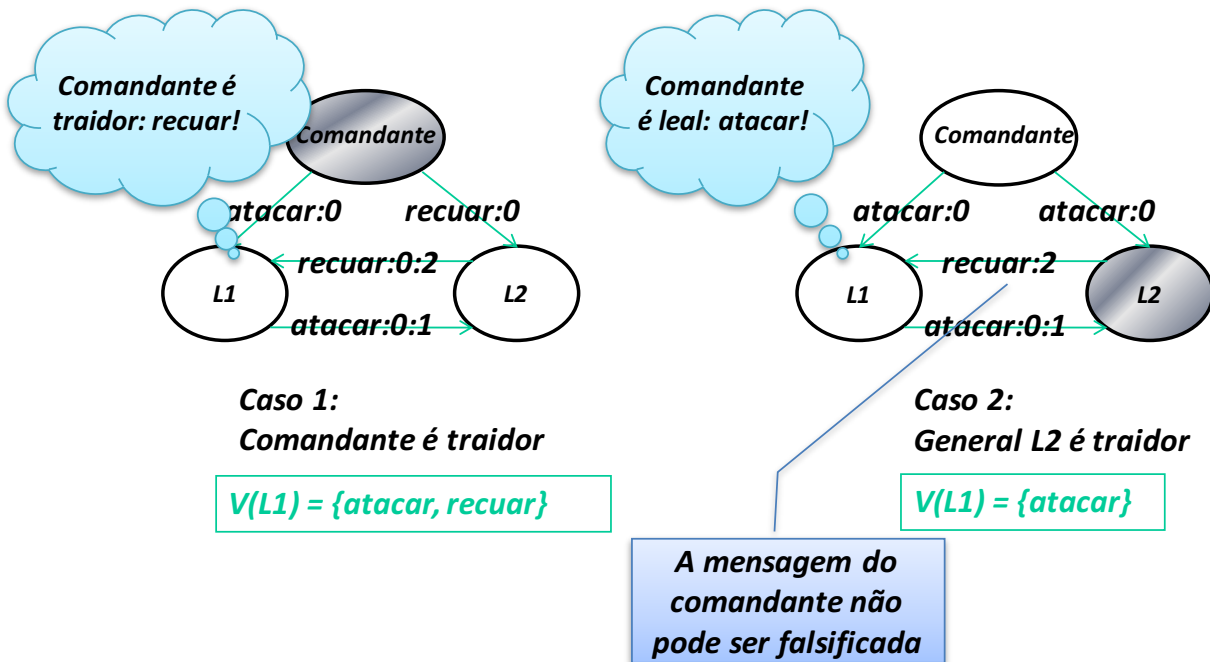 Comandante é
traidor: recuar!
Comandante
atacar:0
recuar:0
recuar:0:2
L1
L2
atacar:0:1
Caso 1:
Comandante é traidor
V(L1) = {atacar, recuar}
Comandante
é leal: atacar!
Comandante
atacar:0
atacar:0
recuar:2
L1
L2
atacar:0:1
Caso 2:
General L2 é traidor
V(L1) = {atacar}
A mensagem do
comandante não
pode ser falsificada